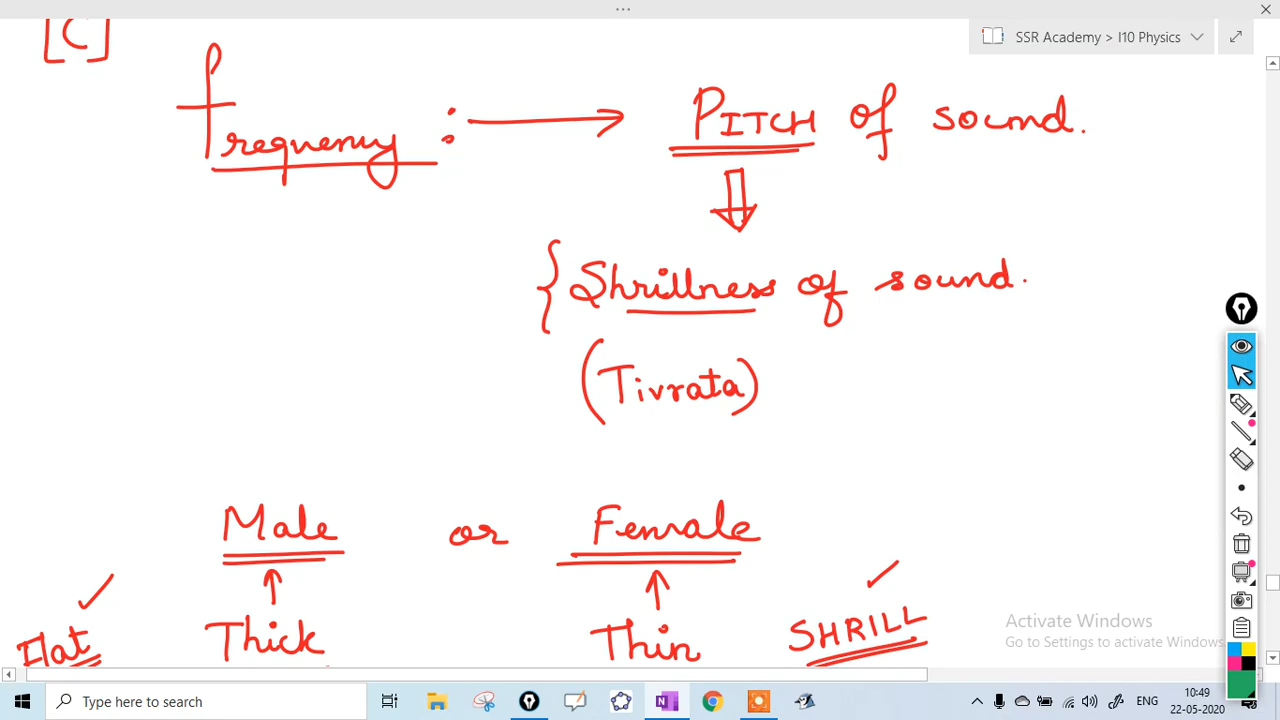 SSR Academy > I10 Physics
[C]
frequency : → PITCH of sound.
{ Shrillness of sound.
(Tivrata)
Male or Female
Flat Thick Thin SHRILL
Activate Windows
Go to Settings to activate Windows.
Type here to search
ENG
10:49
22-05-2020